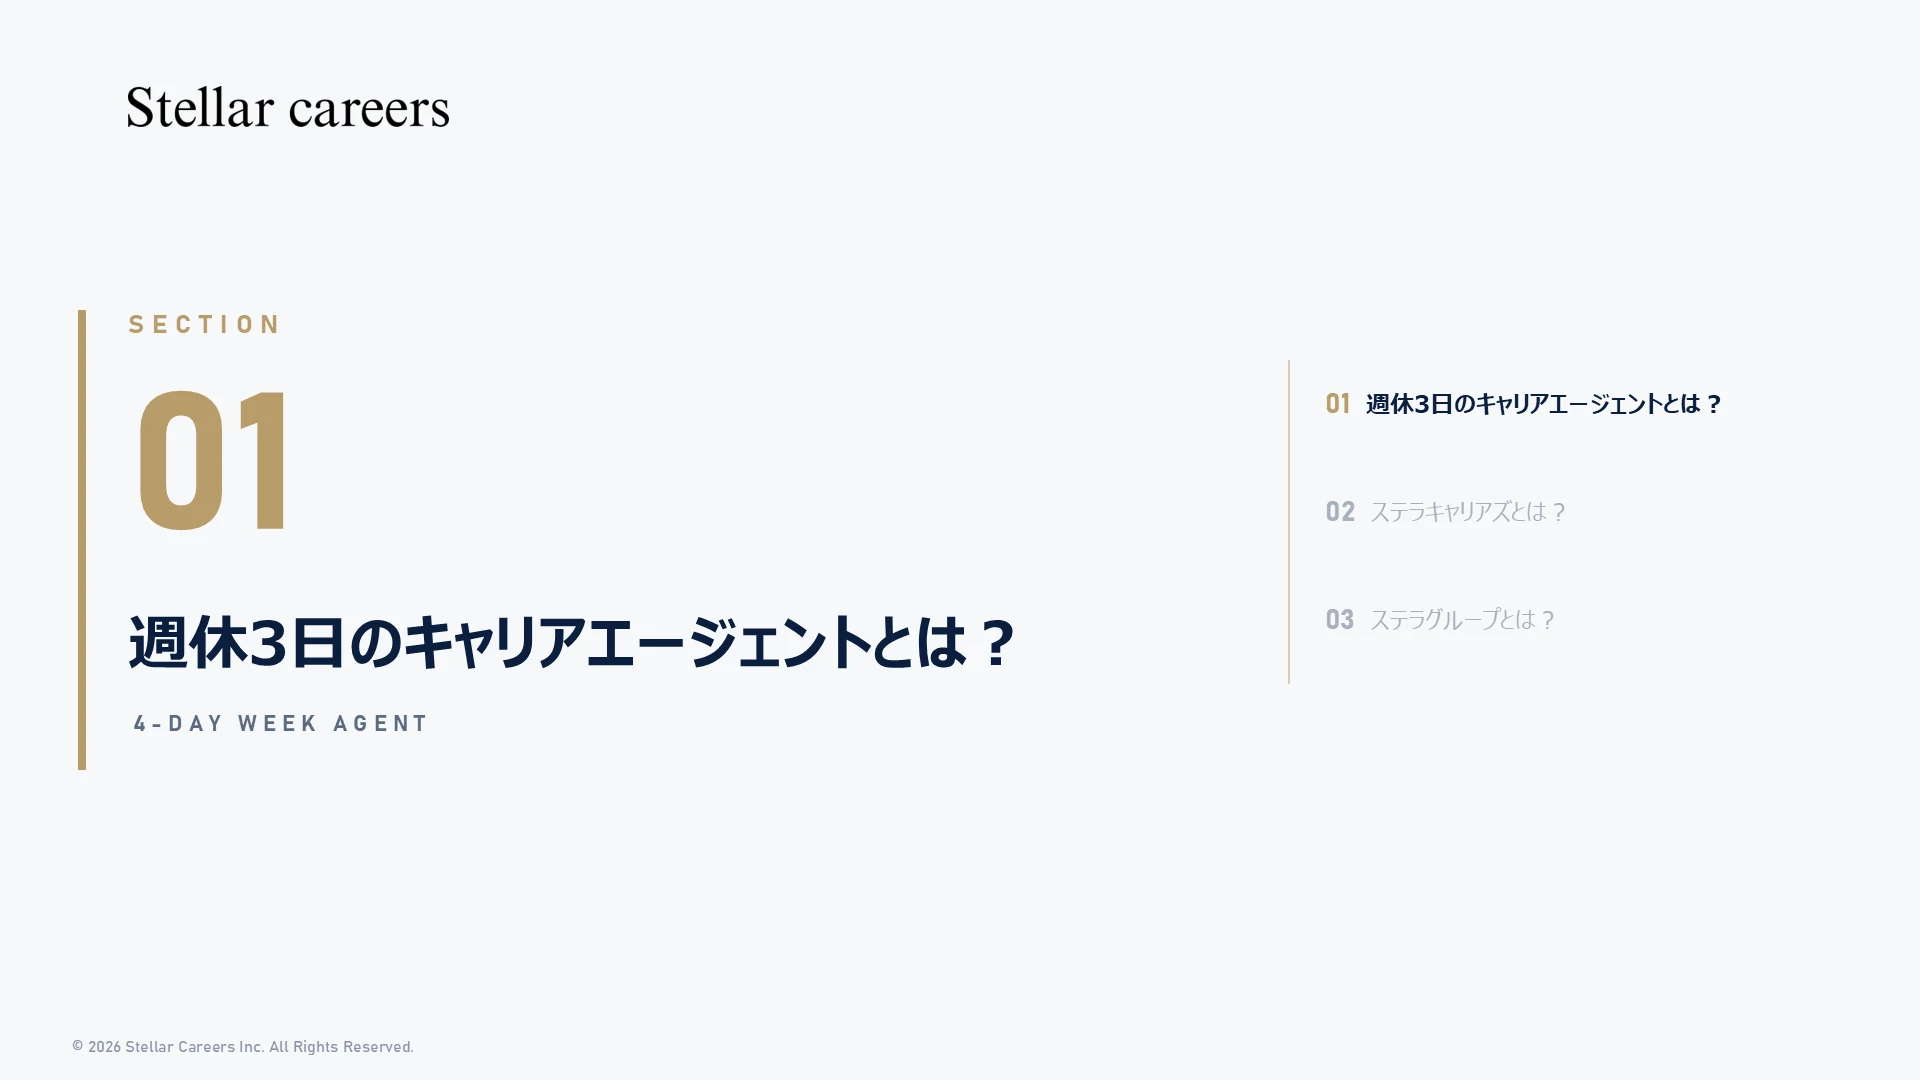 Stellar careers
SECTION
01
週休3日のキャリアエージェントとは？
4-DAY WEEK AGENT
01 週休3日のキャリアエージェントとは？
02 ステラキャリアズとは？
03 ステラグループとは？
© 2026 Stellar Careers Inc. All Rights Reserved.